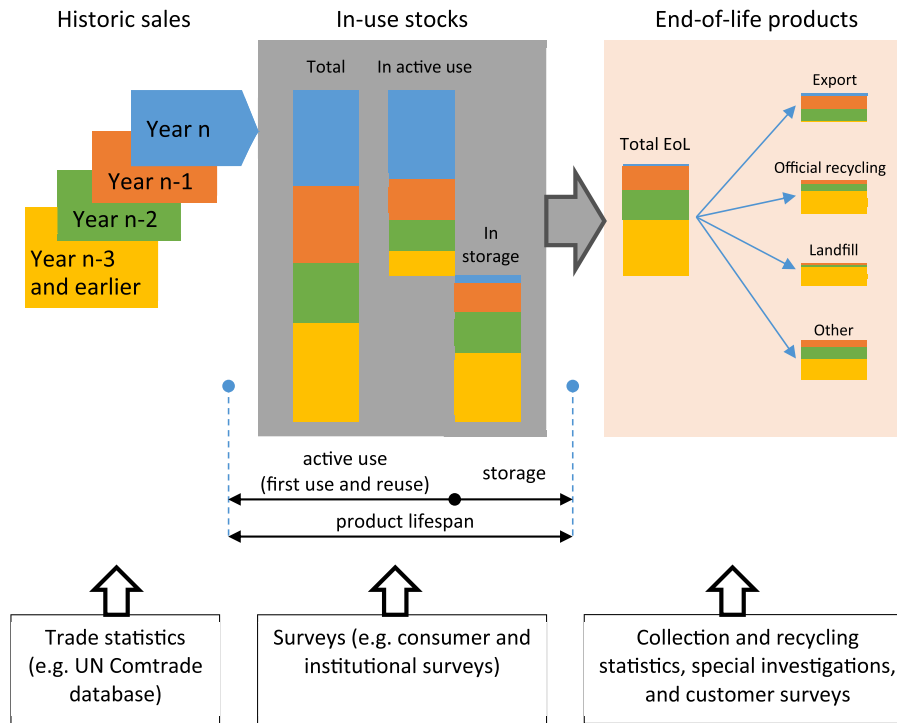 Historic sales
In-use stocks
End-of-life products
Total
In active use
Export
Year n
Total EoL
Year n-1
Official recycling
Year n-2
In
storage
Year n-3
and earlier
Landfill
Other
active use
(first use and reuse)
storage
product lifespan
Trade statistics
(e.g. UN Comtrade
database)
Surveys (e.g. consumer and
institutional surveys)
Collection and recycling
statistics, special investigations,
and customer surveys